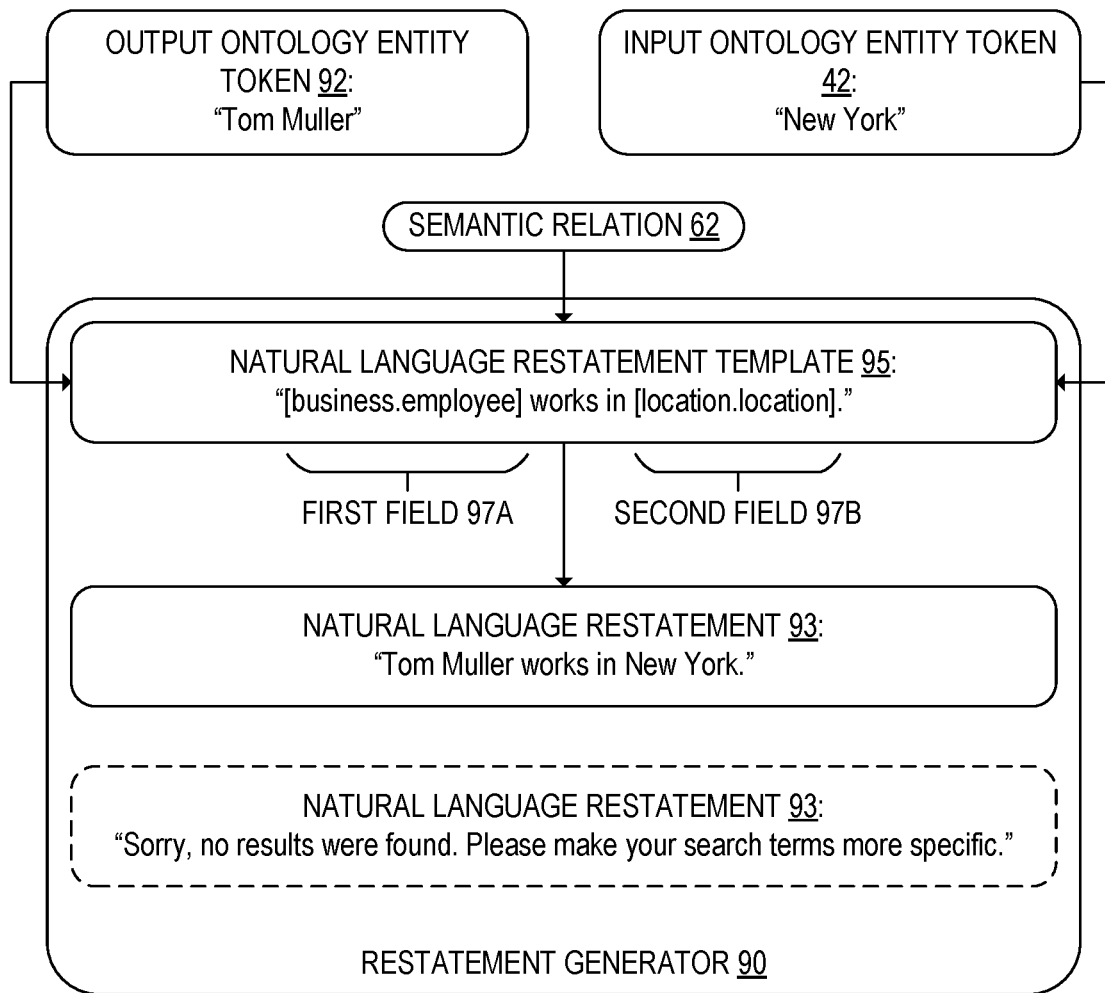 OUTPUT ONTOLOGY ENTITY
TOKEN 92:
“Tom Muller”
INPUT ONTOLOGY ENTITY TOKEN
42:
“New York”
SEMANTIC RELATION 62
NATURAL LANGUAGE RESTATEMENT TEMPLATE 95:
“[business.employee] works in [location.location].”
FIRST FIELD 97A
SECOND FIELD 97B
NATURAL LANGUAGE RESTATEMENT 93:
“Tom Muller works in New York.”
NATURAL LANGUAGE RESTATEMENT 93:
“Sorry, no results were found. Please make your search terms more specific.”
RESTATEMENT GENERATOR 90